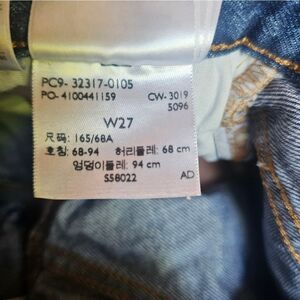 PC9- 32317-0105
PO- 4100441159 CW- 3019
5096
W27
尺码: 165/68A
호칭: 68-94 허리둘레: 68 cm
엉덩이둘레: 94 cm
S58022 AD